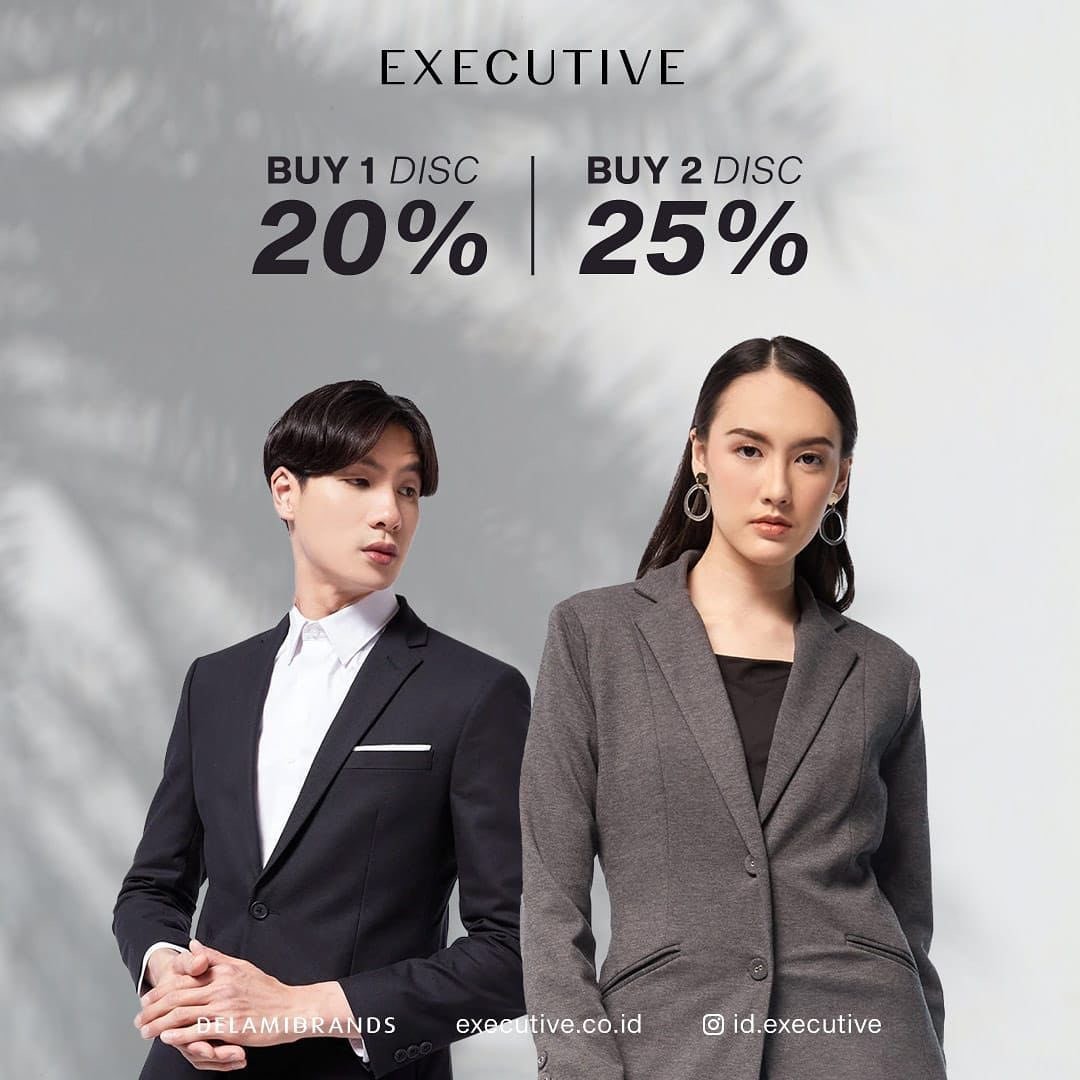 EXECUTIVE
BUY 1 DISC
20%
BUY 2 DISC
25%
DELAMIBRANDS executive.co.id id.executive